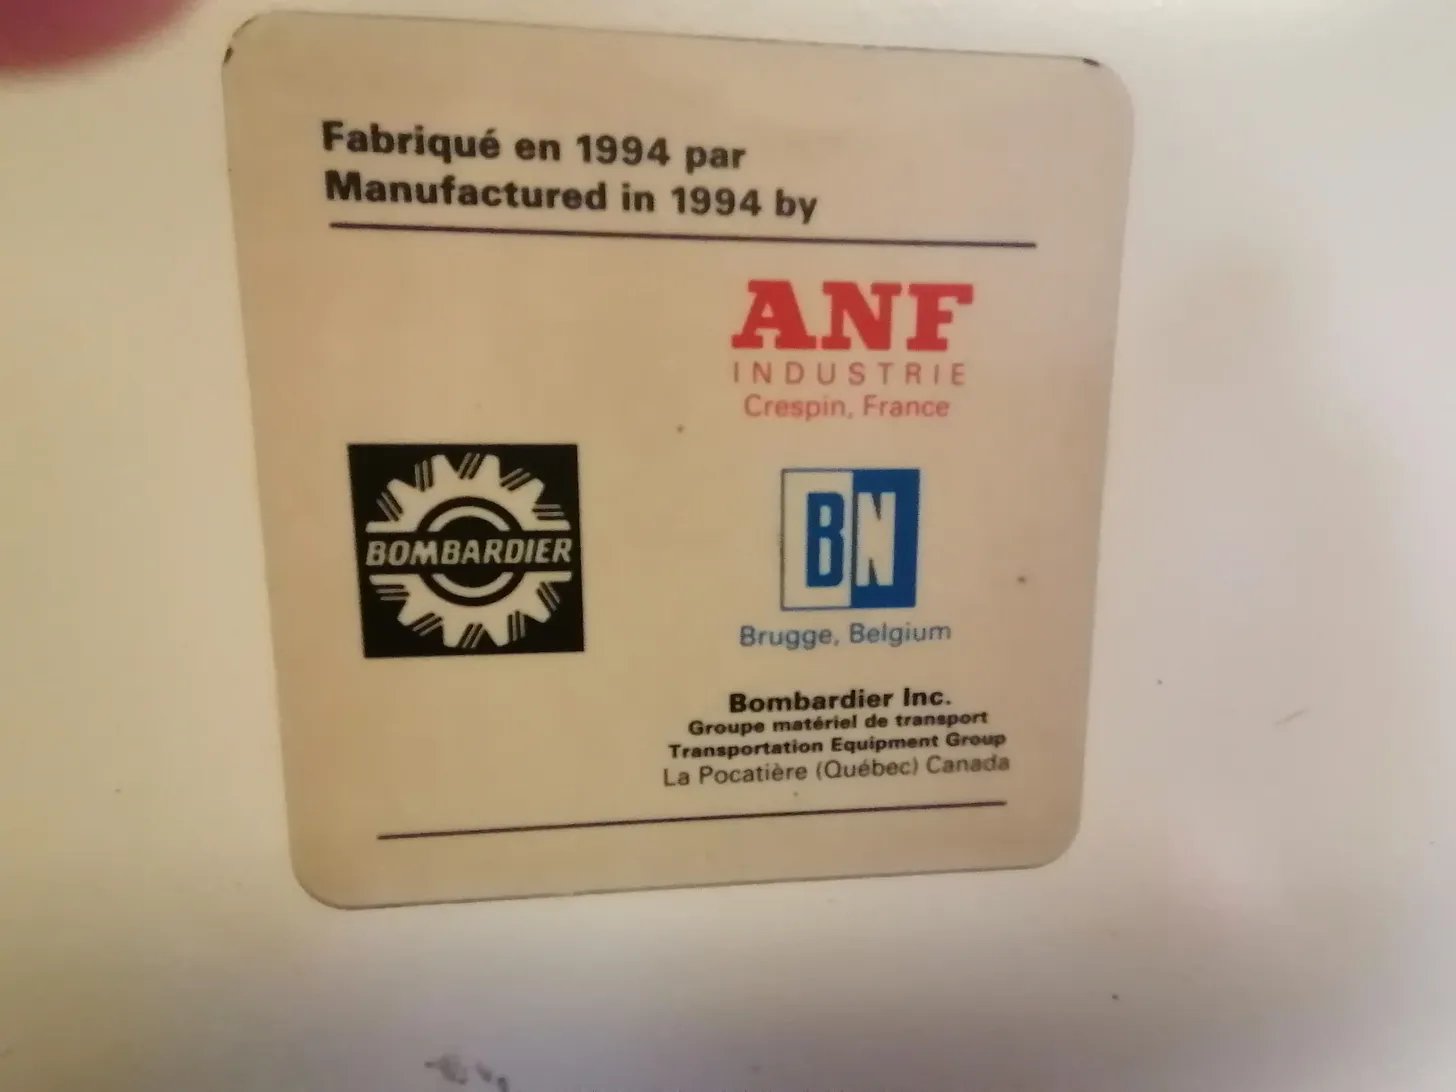 Fabriqué en 1994 par
Manufactured in 1994 by
ANF
INDUSTRIE
Crespin, France
BOMBARDIER
BN
Brugge, Belgium
Bombardier Inc.
Groupe matériel de transport
Transportation Equipment Group
La Pocatière (Québec) Canada